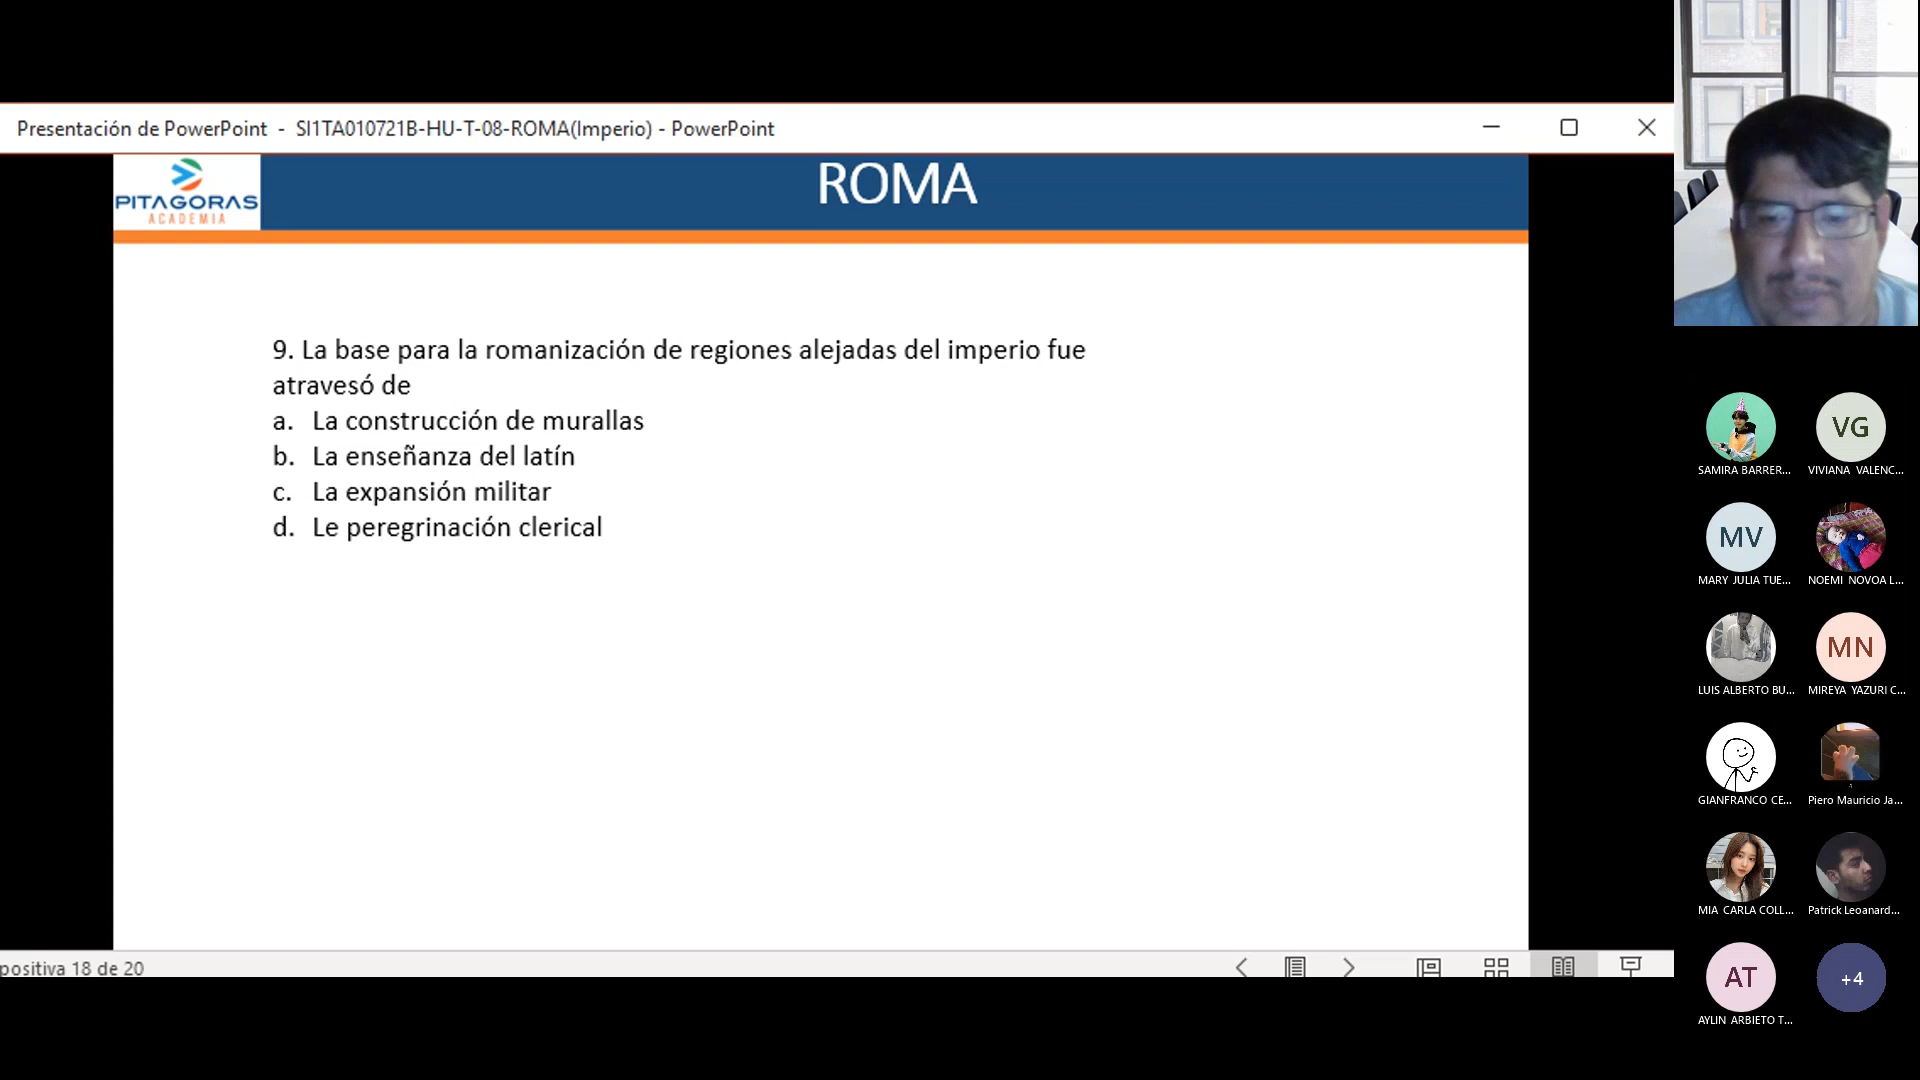 Presentación de PowerPoint - SI1TA010721B-HU-T-08-ROMA(Imperio) - PowerPoint
PITAGORAS
ACADEMIA
ROMA
9. La base para la romanización de regiones alejadas del imperio fue
atravesó de
a. La construcción de murallas
b. La enseñanza del latín
c. La expansión militar
d. Le peregrinación clerical
positiva 18 de 20
VG
SAMIRA BARRER... VIVIANA VALENC...
MV
MARY JULIA TUE... NOEMI NOVOA L...
MN
LUIS ALBERTO BU... MIREYA YAZURI C...
GIANFRANCO CE... Piero Mauricio Ja...
MIA CARLA COLL... Patrick Leoanard...
AT +4
AYLIN ARBIETO T...